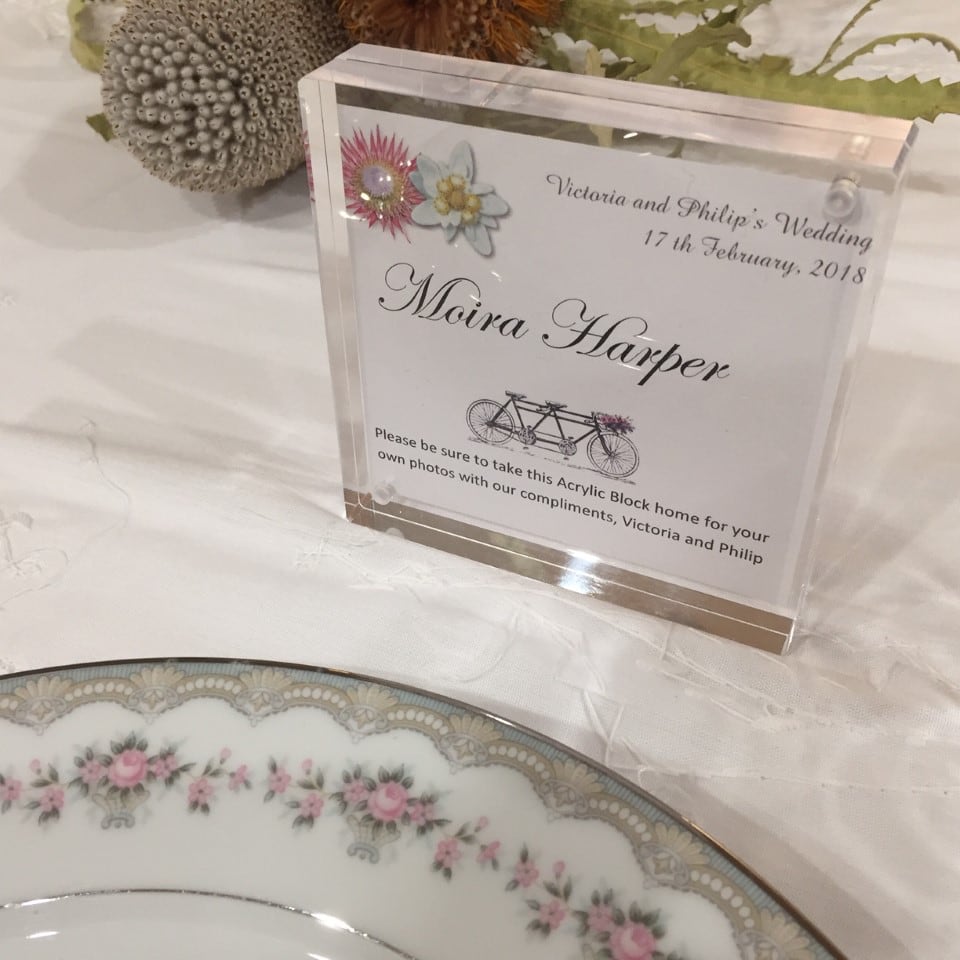 Victoria and Philip's Wedding
17 th February, 2018
Moira Harper
Please be sure to take this Acrylic Block home for your
own photos with our compliments, Victoria and Philip